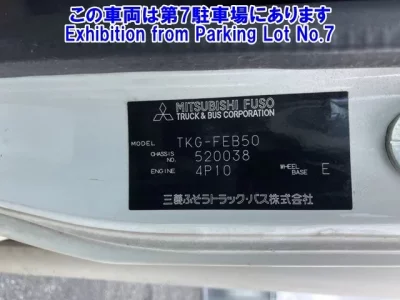 この車両は第7駐車場にあります
Exhibition from Parking Lot No.7
MITSUBISHI FUSO
TRUCK & BUS CORPORATION
MODEL TKG-FEB50
CHASSIS NO. 520038
ENGINE 4P10 WHEEL BASE E
三菱ふそうトラック・バス株式会社